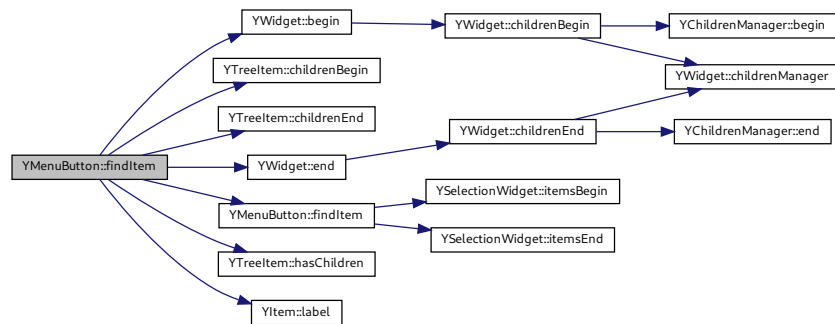 YMenuButton::findItem
YWidget::begin
YTreeItem::childrenBegin
YTreeItem::childrenEnd
YWidget::end
YMenuButton::findItem
YTreeItem::hasChildren
YItem::label
YWidget::childrenBegin
YWidget::childrenEnd
YSelectionWidget::itemsBegin
YSelectionWidget::itemsEnd
YChildrenManager::begin
YWidget::childrenManager
YChildrenManager::end